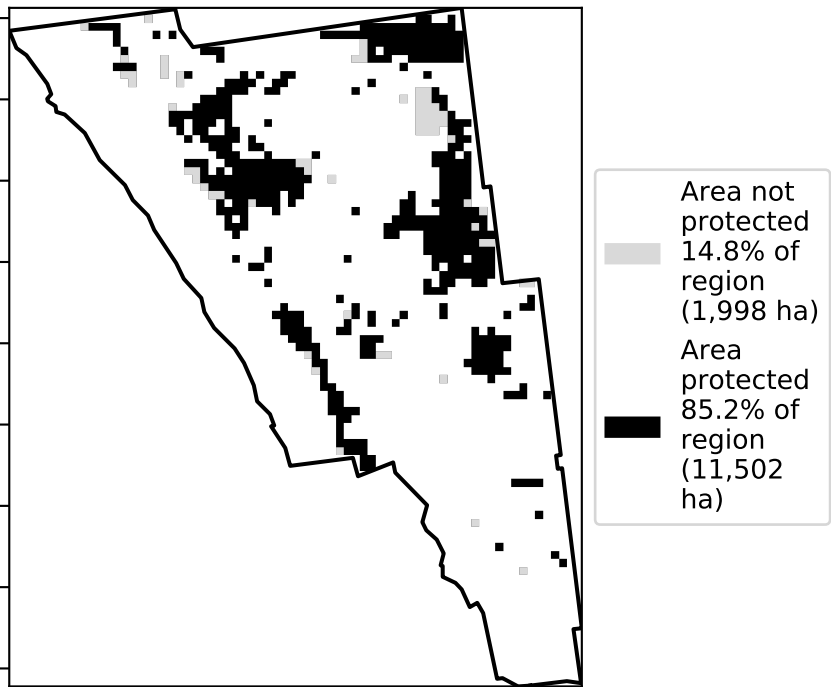 Area not
protected
14.8% of
region
(1,998 ha)
Area
protected
85.2% of
region
(11,502
ha)